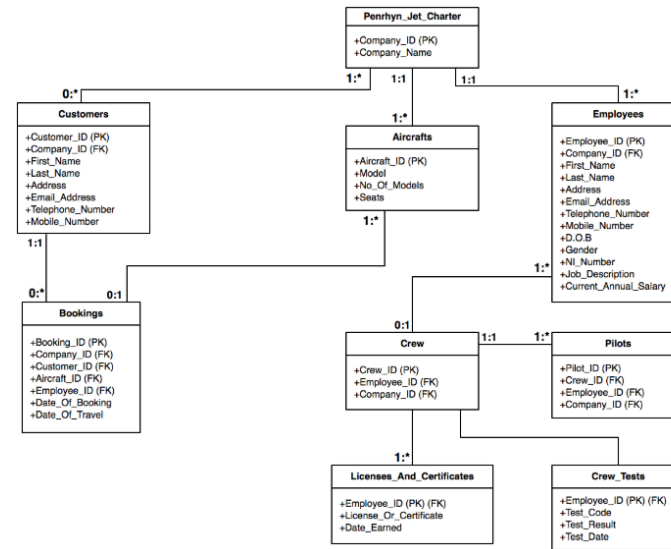 Penrhyn_Jet_Charter
+Company_ID (PK)
+Company_Name
1:*
1:1
1:1
0:*
1:*
1:*
Customers
+Customer_ID (PK)
+Company_ID (FK)
+First_Name
+Last_Name
+Address
+Email_Address
+Telephone_Number
+Mobile_Number
1:1
0:*
Aircrafts
+Aircraft_ID (PK)
+Model
+No_Of_Models
+Seats
1:*
0:1
Employees
+Employee_ID (PK)
+Company_ID (FK)
+First_Name
+Last_Name
+Address
+Email_Address
+Telephone_Number
+Mobile_Number
+D.O.B
+Gender
+NI_Number
+Job_Description
+Current_Annual_Salary
1:*
0:1
Bookings
+Booking_ID (PK)
+Company_ID (FK)
+Customer_ID (FK)
+Aircraft_ID (FK)
+Employee_ID (FK)
+Date_Of_Booking
+Date_Of_Travel
Crew
+Crew_ID (PK)
+Employee_ID (FK)
+Company_ID (FK)
1:1
1:*
Pilots
+Pilot_ID (PK)
+Crew_ID (FK)
+Employee_ID (FK)
+Company_ID (FK)
1:*
Licenses_And_Certificates
+Employee_ID (PK) (FK)
+License_Or_Certificate
+Date_Earned
Crew_Tests
+Employee_ID (PK) (FK)
+Test_Code
+Test_Result
+Test_Date